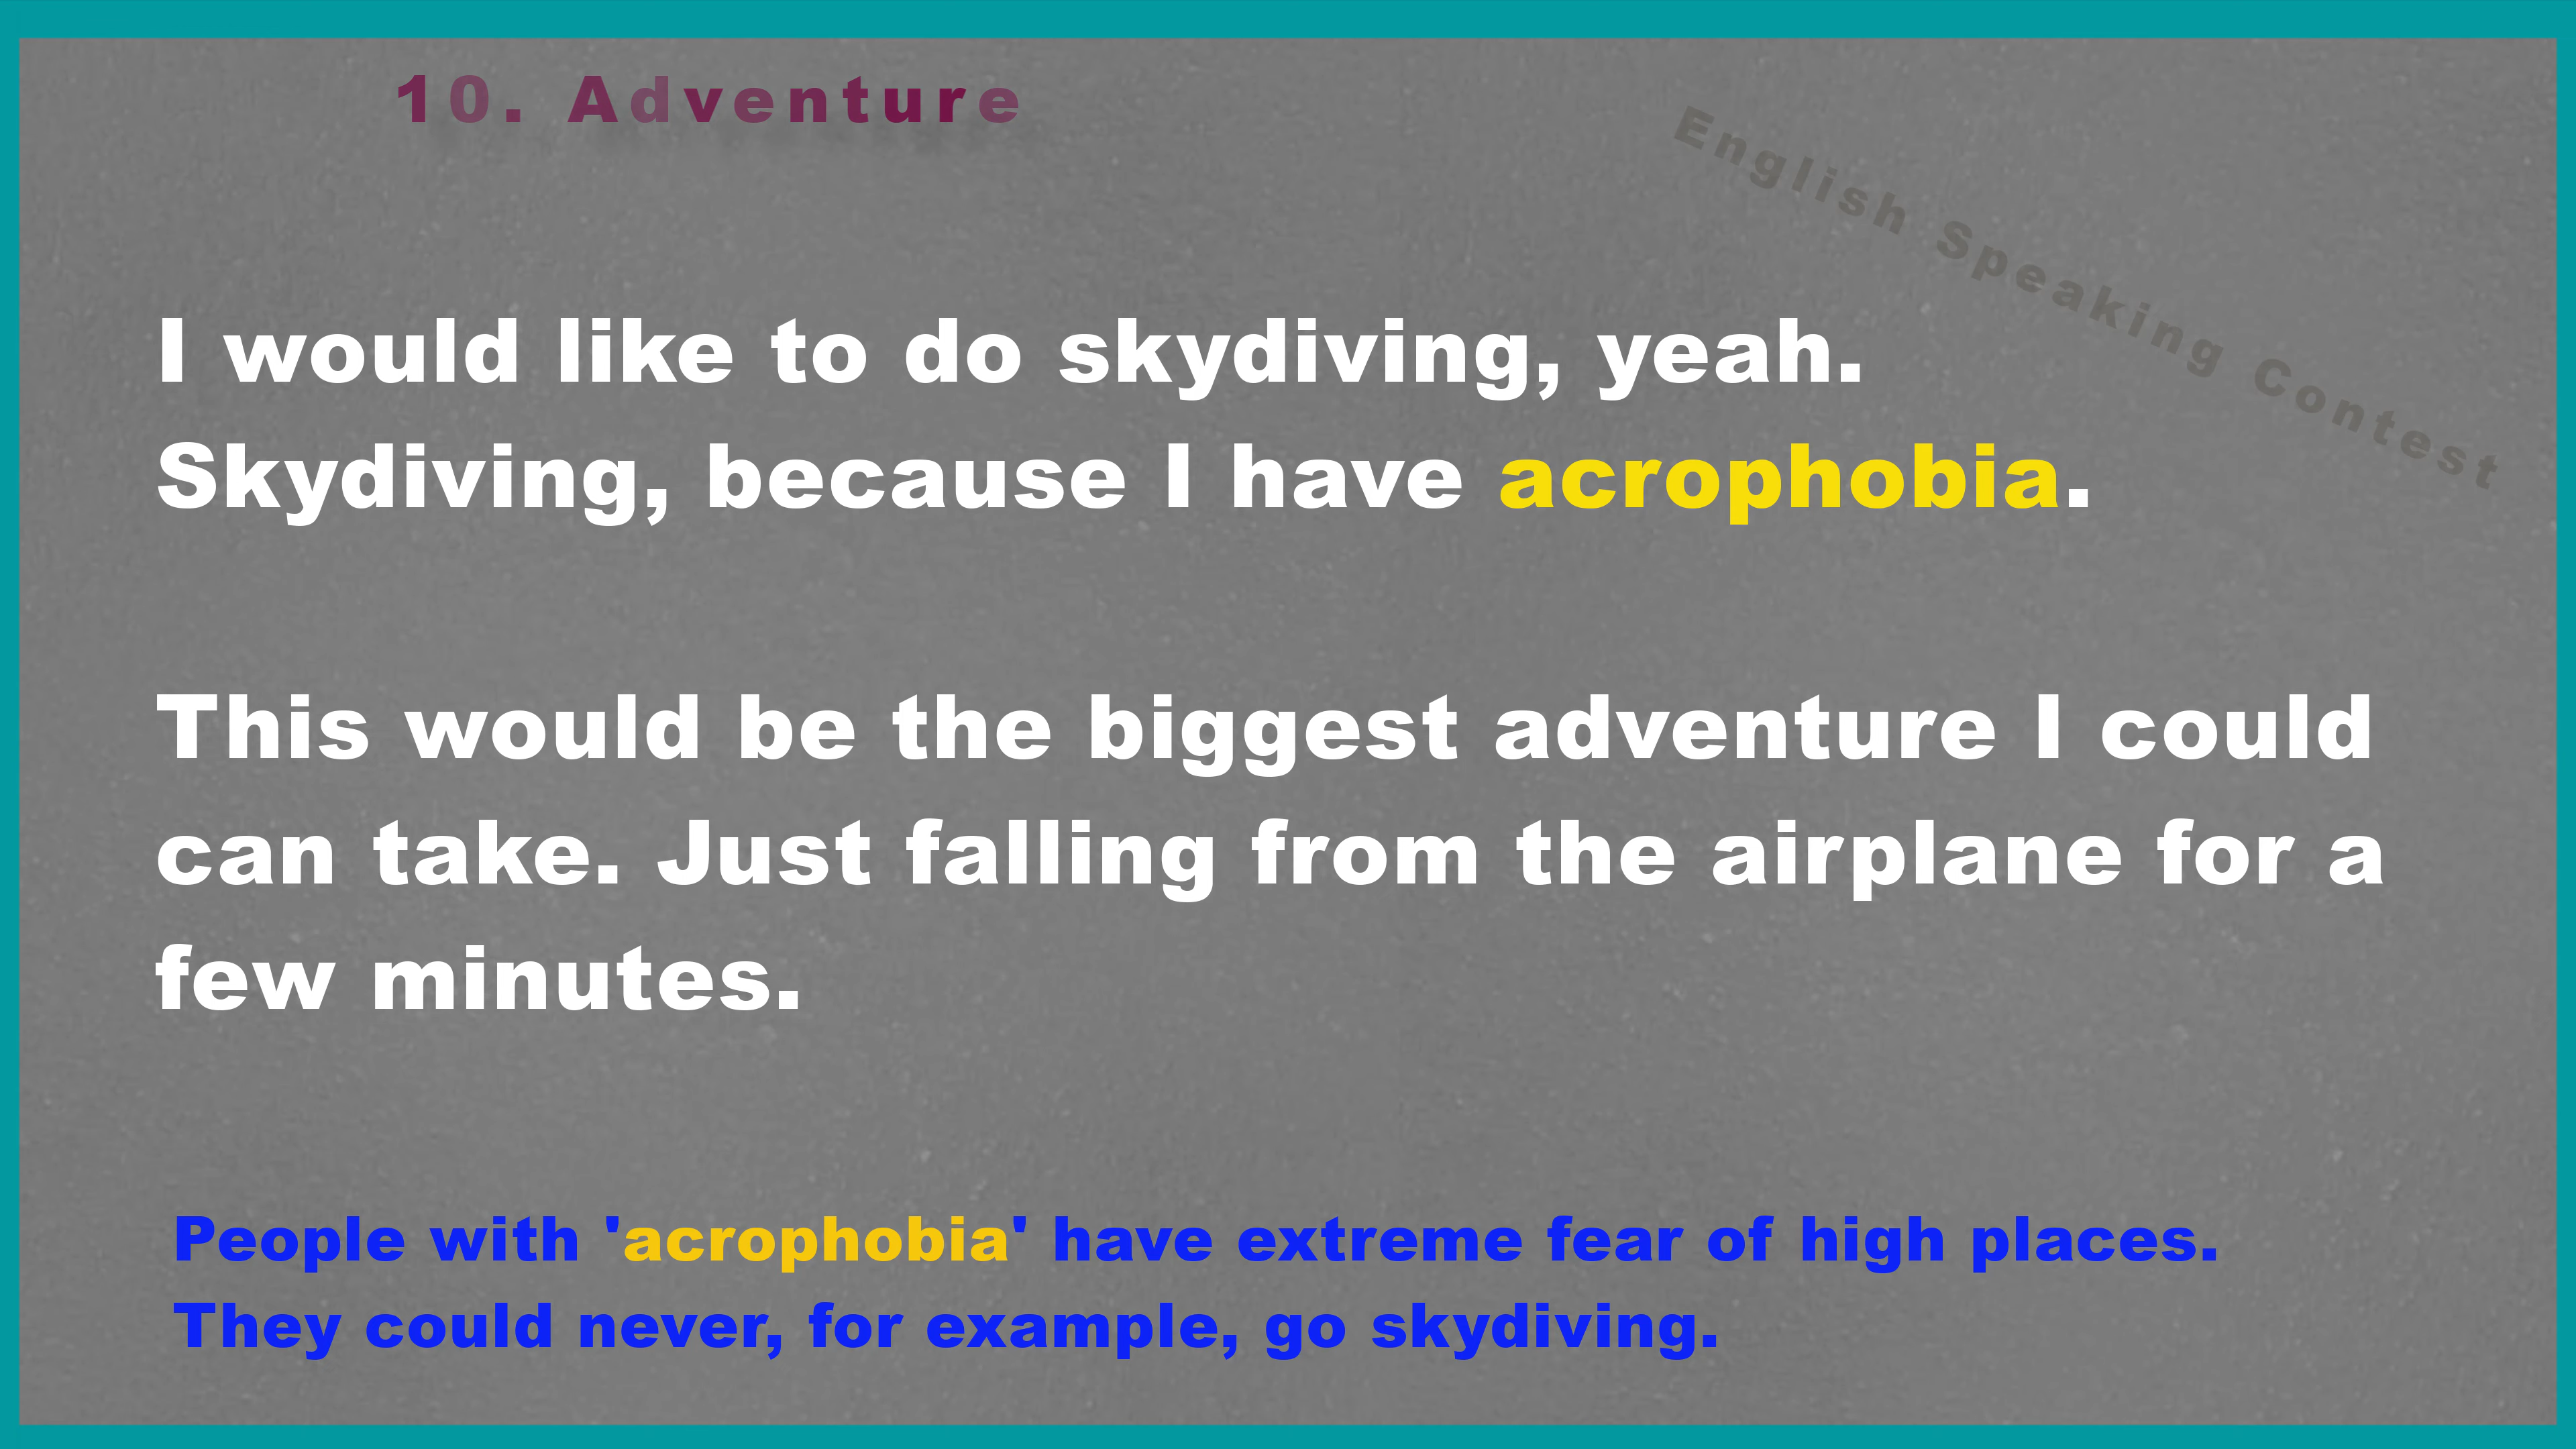 10. Adventure
English Speaking Contest
I would like to do skydiving, yeah.
Skydiving, because I have acrophobia.
This would be the biggest adventure I could
can take. Just falling from the airplane for a
few minutes.
People with 'acrophobia' have extreme fear of high places.
They could never, for example, go skydiving.